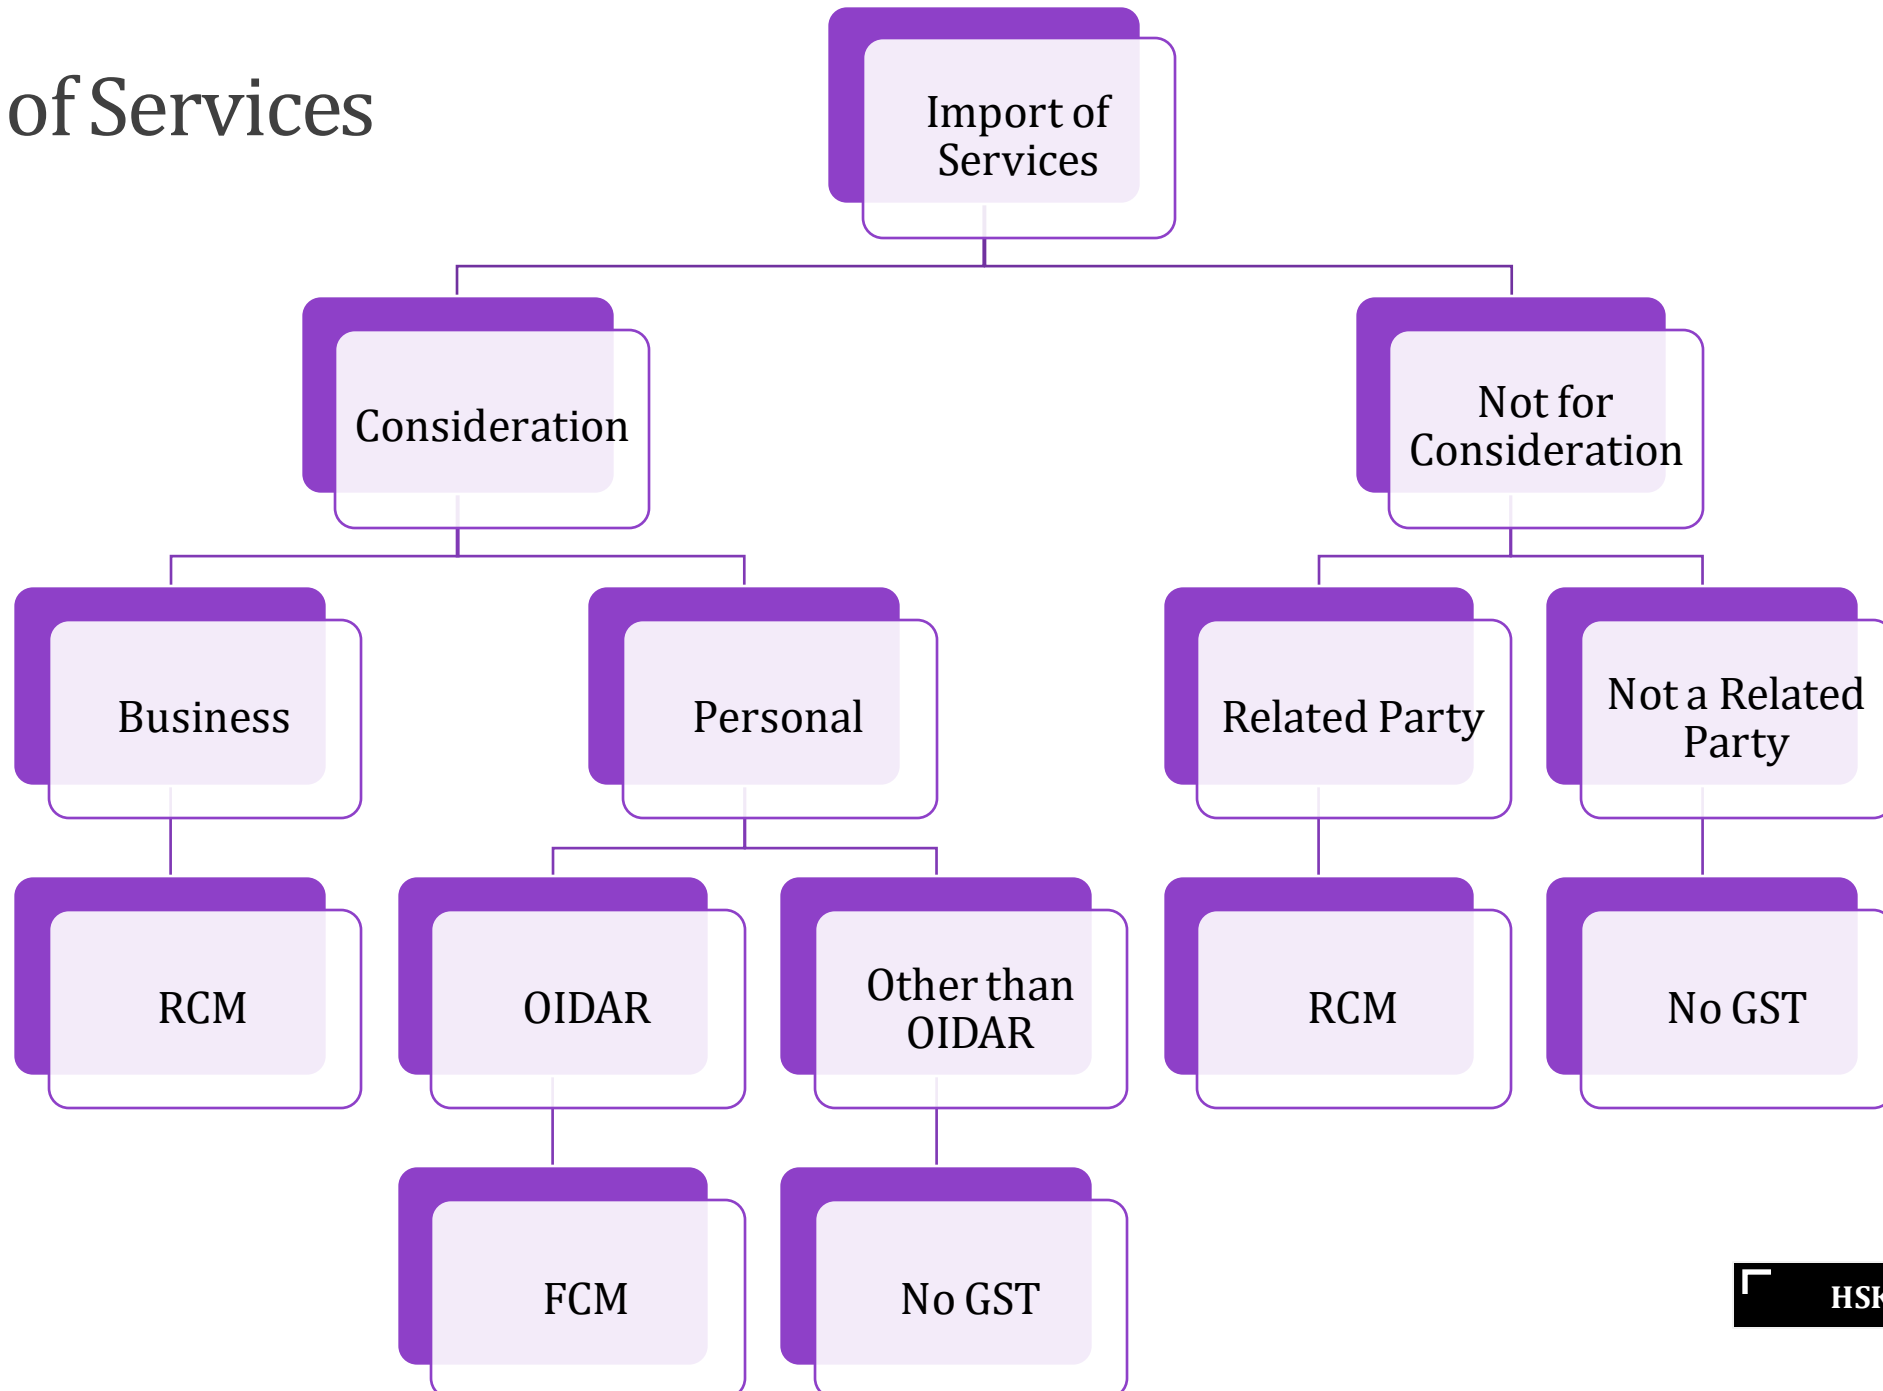 of Services
Import of
Services
Consideration
Not for
Consideration
Business
Personal
Related Party
Not a Related
Party
RCM
OIDAR
Other than
OIDAR
RCM
No GST
FCM
No GST
HSK